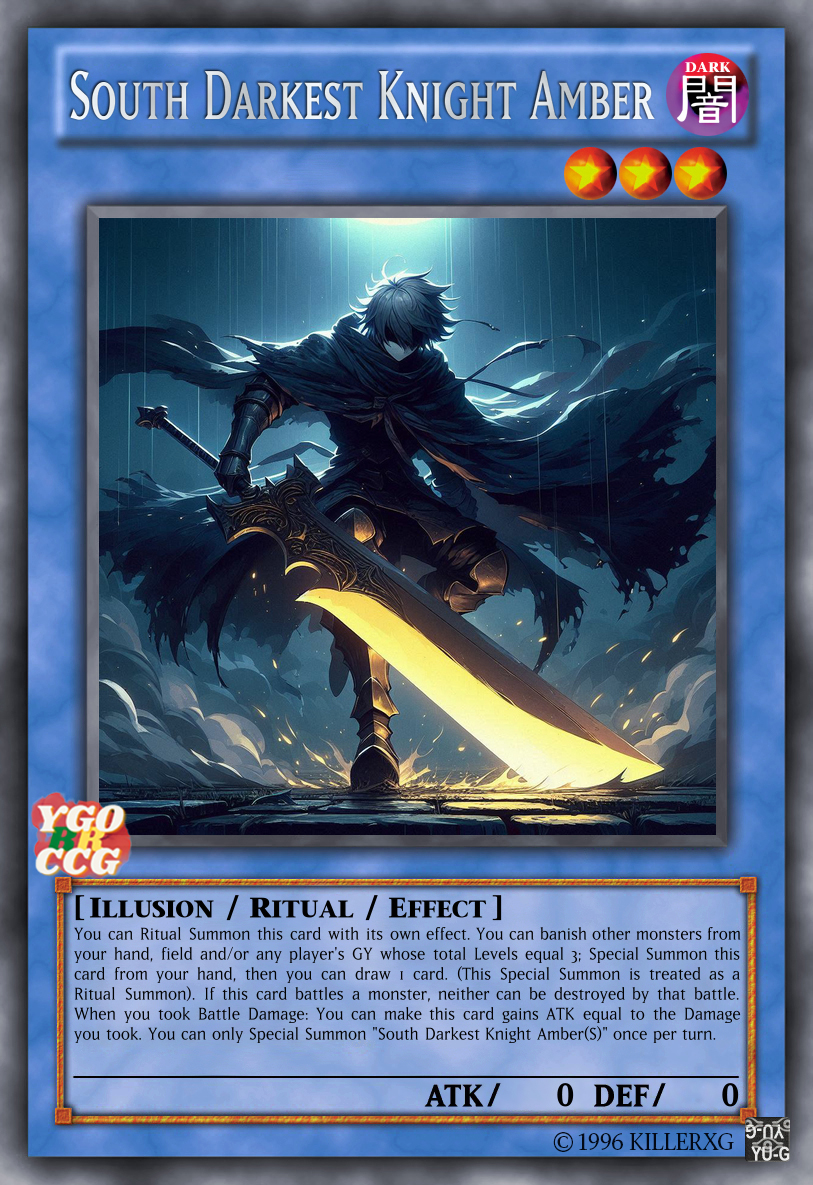 South Darkest Knight Amber
DARK
闇
YGO
RR
CCG
[ Illusion / Ritual / Effect ]
You can Ritual Summon this card with its own effect. You can banish other monsters from
your hand, field and/or any player's GY whose total Levels equal 3; Special Summon this
card from your hand, then you can draw 1 card. (This Special Summon is treated as a
Ritual Summon). If this card battles a monster, neither can be destroyed by that battle.
When you took Battle Damage: You can make this card gains ATK equal to the Damage
you took. You can only Special Summon "South Darkest Knight Amber(S)" once per turn.
ATK/ 0 DEF/ 0
© 1996 KILLERXG
YU-G